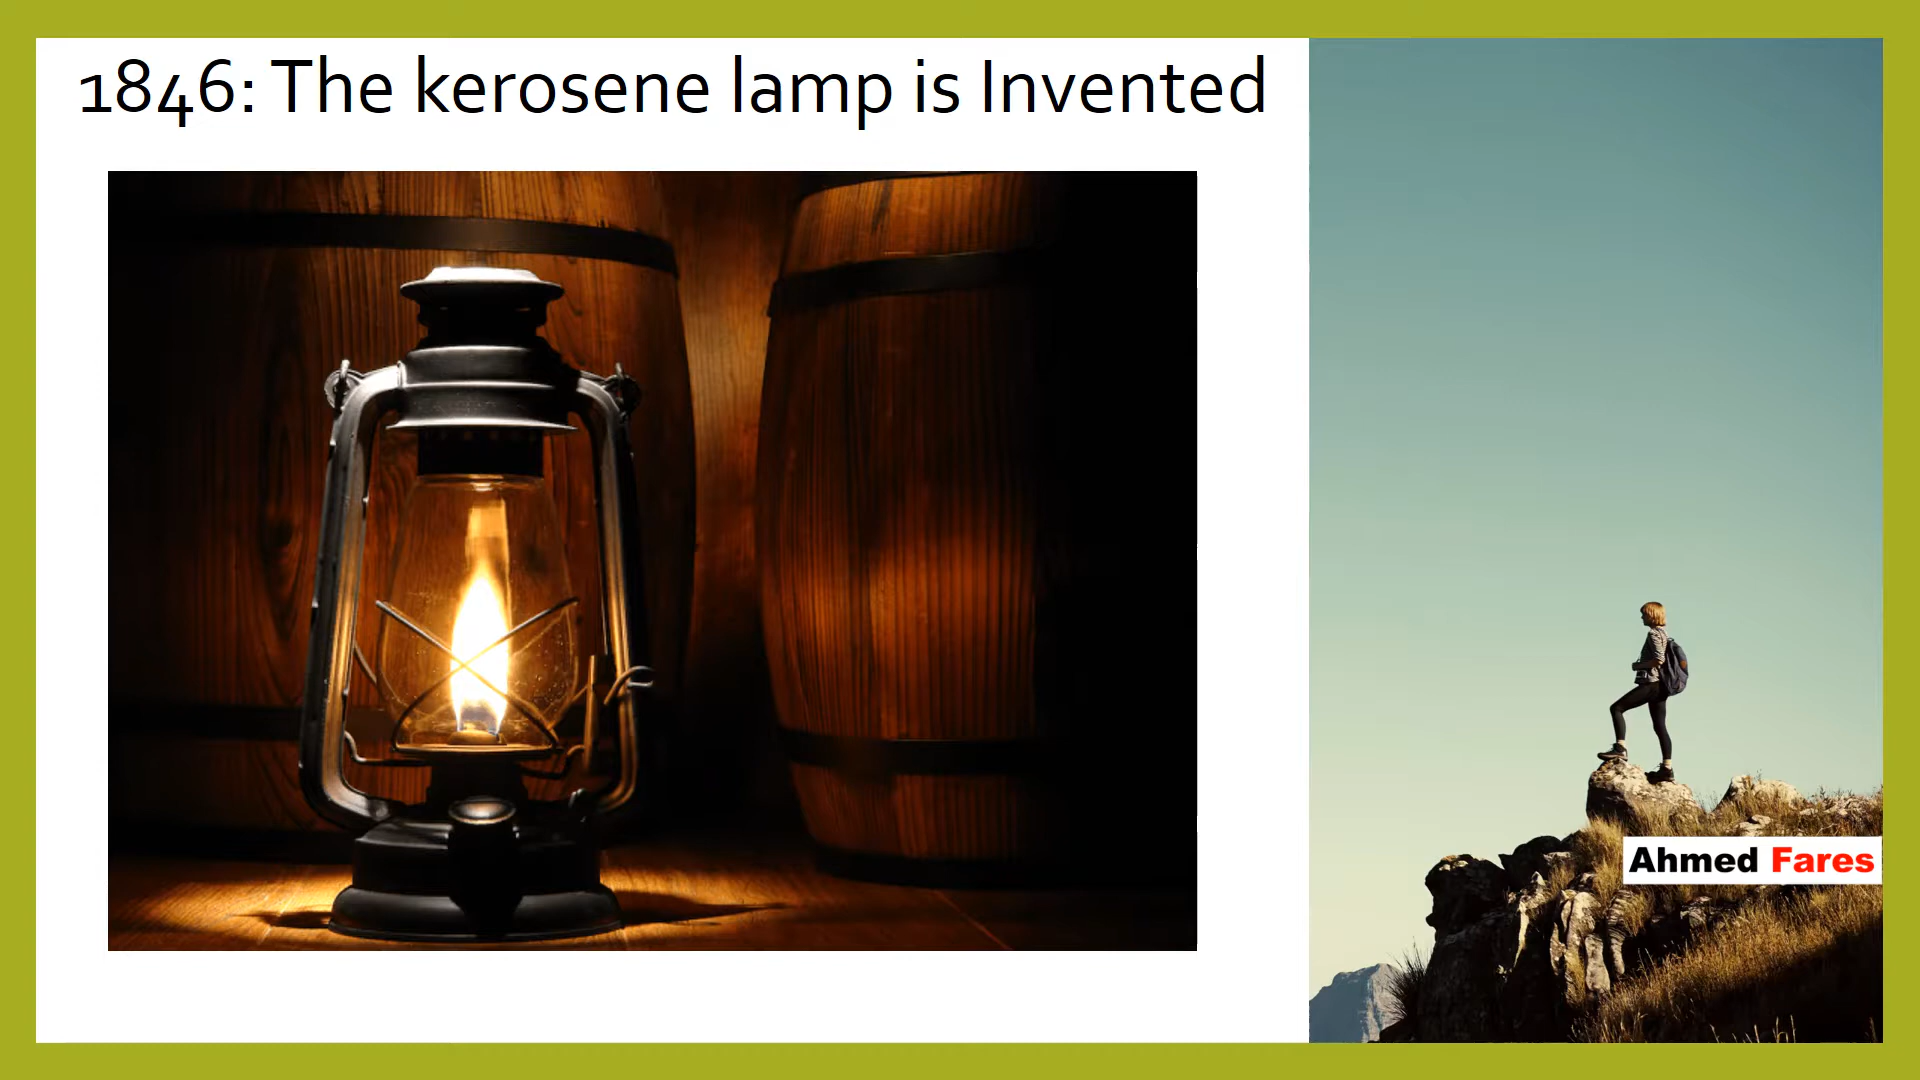 1846: The kerosene lamp is Invented
Ahmed Fares